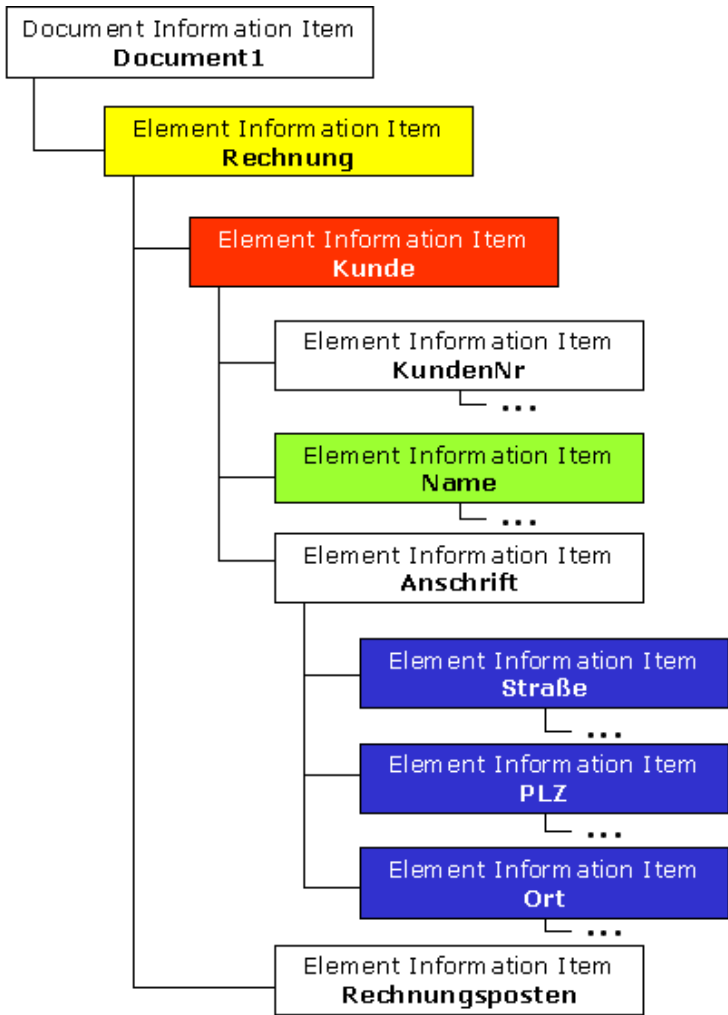 Document Information Item
Document1
Element Information Item
Rechnung
Element Information Item
Kunde
Element Information Item
KundenNr
...
Element Information Item
Name
...
Element Information Item
Anschrift
Element Information Item
Straße
...
Element Information Item
PLZ
...
Element Information Item
Ort
...
Element Information Item
Rechnungsposten